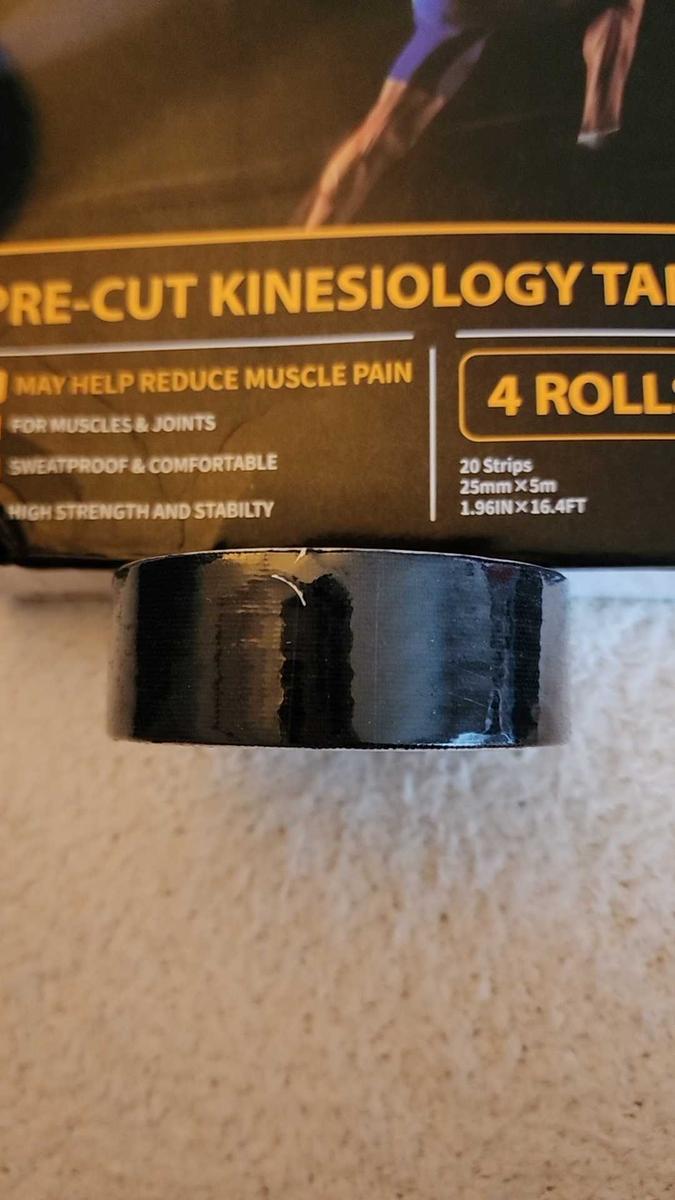 PRE-CUT KINESIOLOGY
MAY HELP REDUCE MUSCLE PAIN
FOR MUSCLES & JOINTS
SWEATPROOF & COMFORTABLE
HIGH STRENGTH AND STABILTY
4 ROLLS
20 Strips
25mm×5m
1.96IN×16.4FT